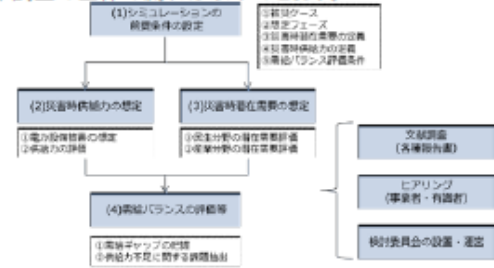 (1)シミュレーションの
前提条件の設定
①被災ケース
②想定フェーズ
③災害時潜在需要の定義
④災害時供給力の定義
⑤需給バランス評価条件
(2)災害時供給力の想定
(3)災害時潜在需要の想定
①電力設備被害の想定
②供給力の評価
①民生分野の潜在需要評価
②産業分野の潜在需要評価
文献調査
(各種報告書)
ヒアリング
(事業者・有識者)
(4)需給バランスの評価等
検討委員会の設置・運営
①需給ギャップの把握
②供給力不足に関する課題抽出